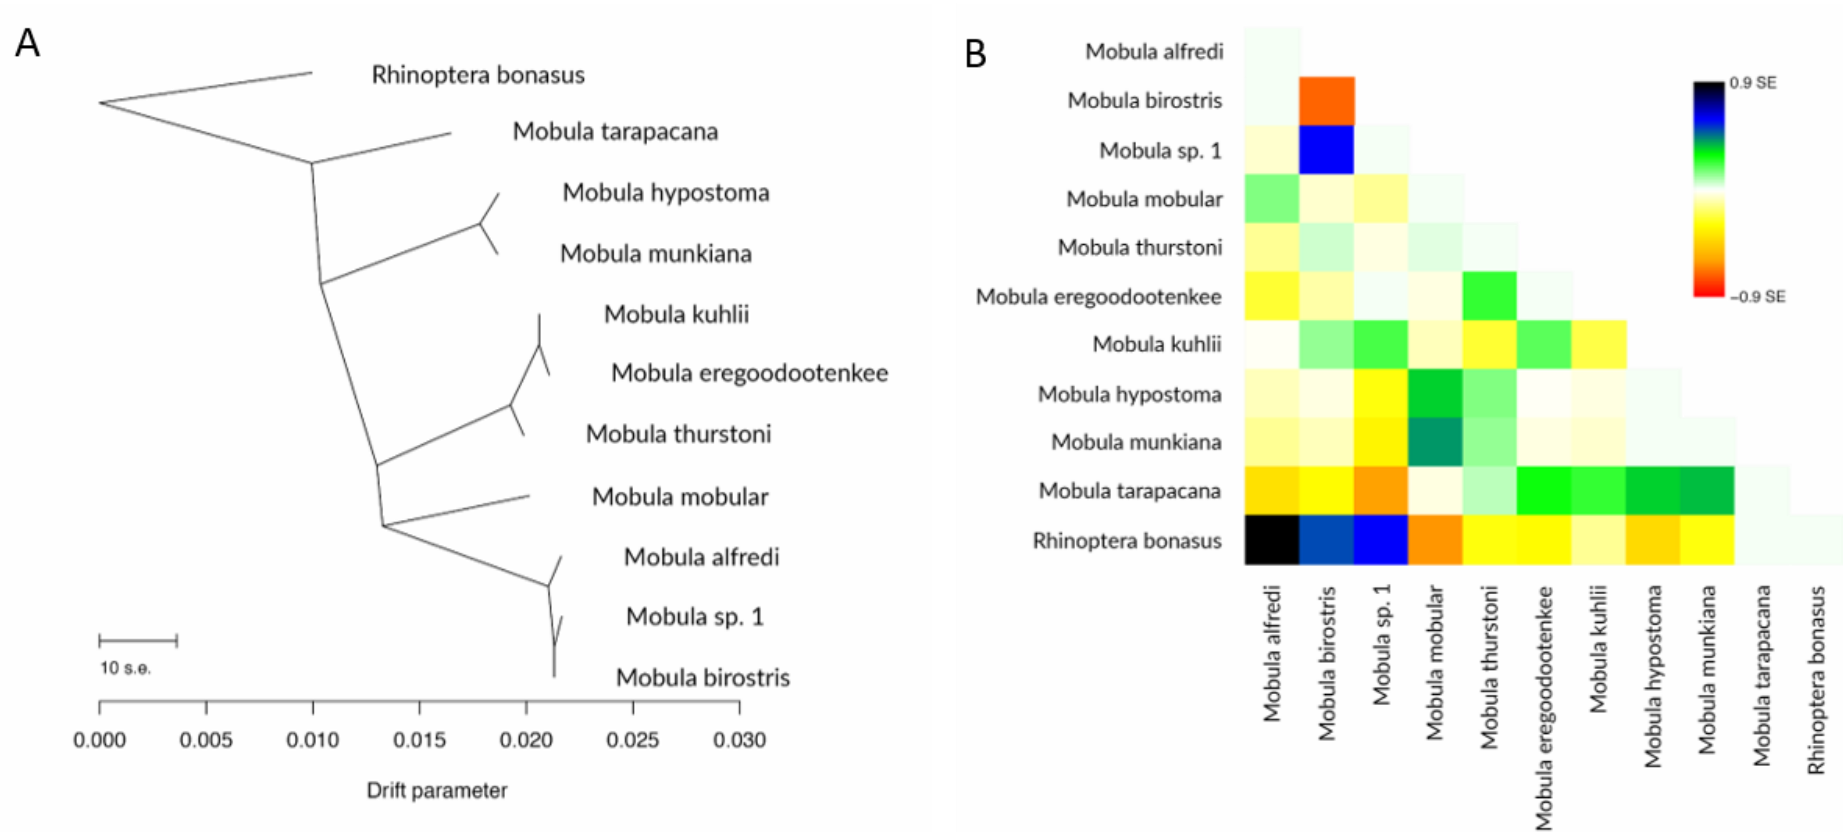 A
Rhinoptera bonasus
Mobula tarapacana
Mobula hypostoma
Mobula munkiana
Mobula kuhlii
Mobula eregoodootenkee
Mobula thurstoni
Mobula mobular
Mobula alfredi
Mobula sp. 1
Mobula birostris
10 s.e.
0.000 0.005 0.010 0.015 0.020 0.025 0.030
Drift parameter
B
Mobula alfredi
Mobula birostris
Mobula sp. 1
Mobula mobular
Mobula thurstoni
Mobula eregoodootenkee
Mobula kuhlii
Mobula hypostoma
Mobula munkiana
Mobula tarapacana
Rhinoptera bonasus
0.9 SE
−0.9 SE
Mobula alfredi
Mobula birostris
Mobula sp. 1
Mobula mobular
Mobula thurstoni
Mobula eregoodootenkee
Mobula kuhlii
Mobula hypostoma
Mobula munkiana
Mobula tarapacana
Rhinoptera bonasus